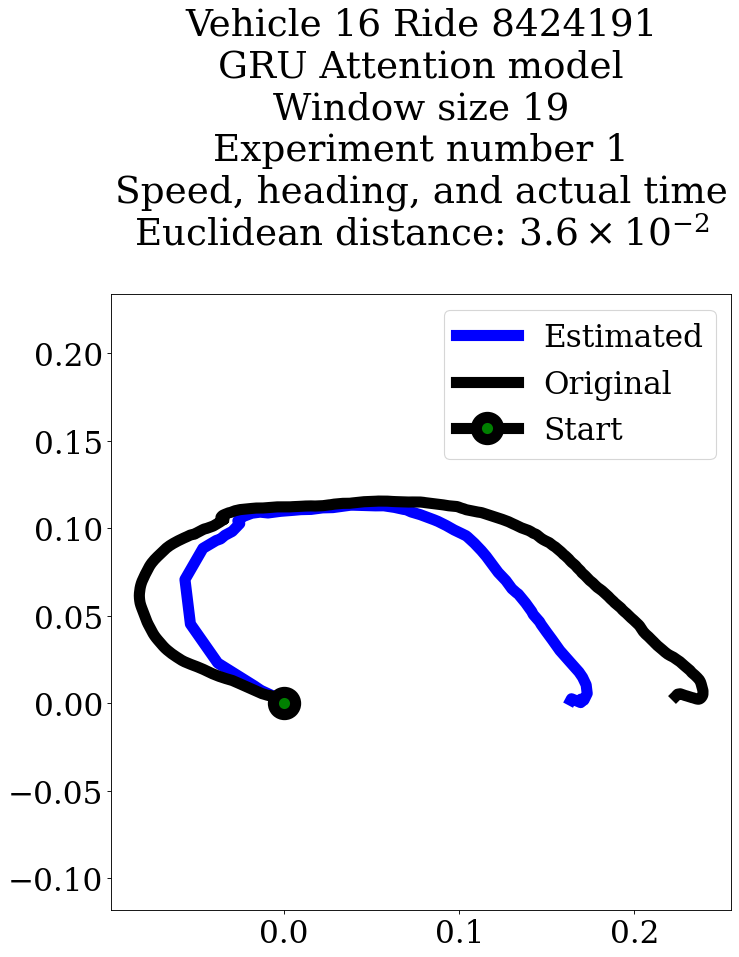 Vehicle 16 Ride 8424191
GRU Attention model
Window size 19
Experiment number 1
Speed, heading, and actual time
Euclidean distance: 3.6 × 10⁻²
Estimated
Original
Start
0.20
0.15
0.10
0.05
0.00
−0.05
−0.10
0.0 0.1 0.2